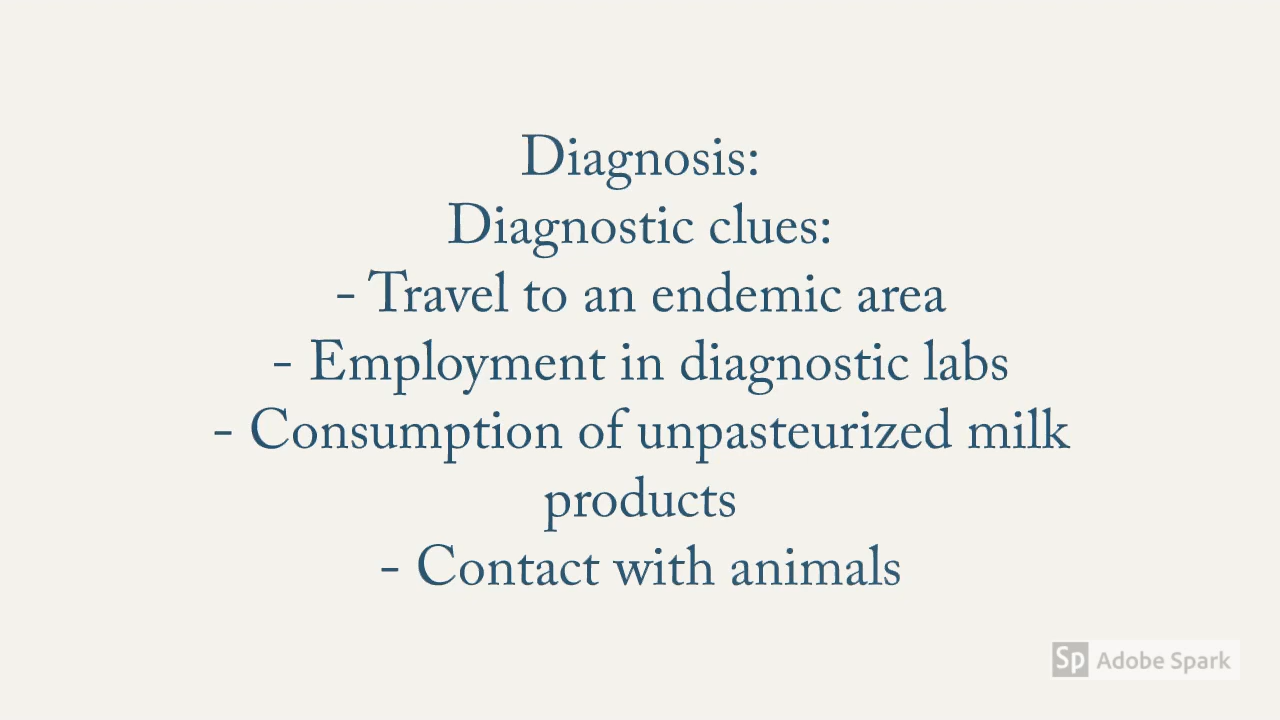 Diagnosis:
Diagnostic clues:
- Travel to an endemic area
- Employment in diagnostic labs
- Consumption of unpasteurized milk
products
- Contact with animals
Sp Adobe Spark